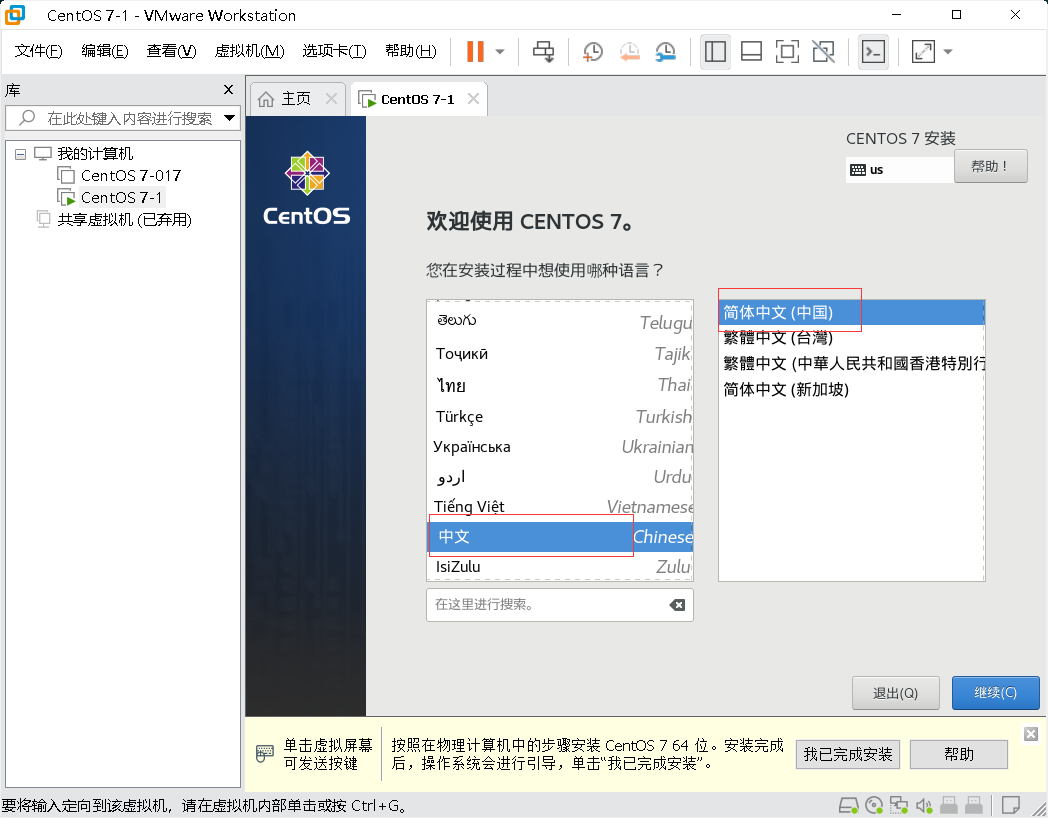 CentOS 7-1 - VMware Workstation
文件(F) 编辑(E) 查看(V) 虚拟机(M) 选项卡(T) 帮助(H)
库
在此处键入内容进行搜索
我的计算机
CentOS 7-017
CentOS 7-1
共享虚拟机 (已弃用)
主页
CentOS 7-1
CentOS
CENTOS 7 安装
us
帮助！
欢迎使用 CENTOS 7。
您在安装过程中想使用哪种语言？
తెలుగు Telugu
Тоҷикӣ Tajik
ไทย Thai
Türkçe Turkish
Українська Ukrainian
اردو Urdu
Tiếng Việt Vietnamese
中文 Chinese
IsiZulu Zulu
在这里进行搜索。
简体中文 (中国)
繁體中文 (台灣)
繁體中文 (中華人民共和國香港特別行
简体中文 (新加坡)
退出(Q)
继续(C)
单击虚拟屏幕
可发送按键
按照在物理计算机中的步骤安装 CentOS 7 64 位。安装完成
后，操作系统会进行引导，单击“我已完成安装”。
我已完成安装
帮助
要将输入定向到该虚拟机，请在虚拟机内部单击或按 Ctrl+G。